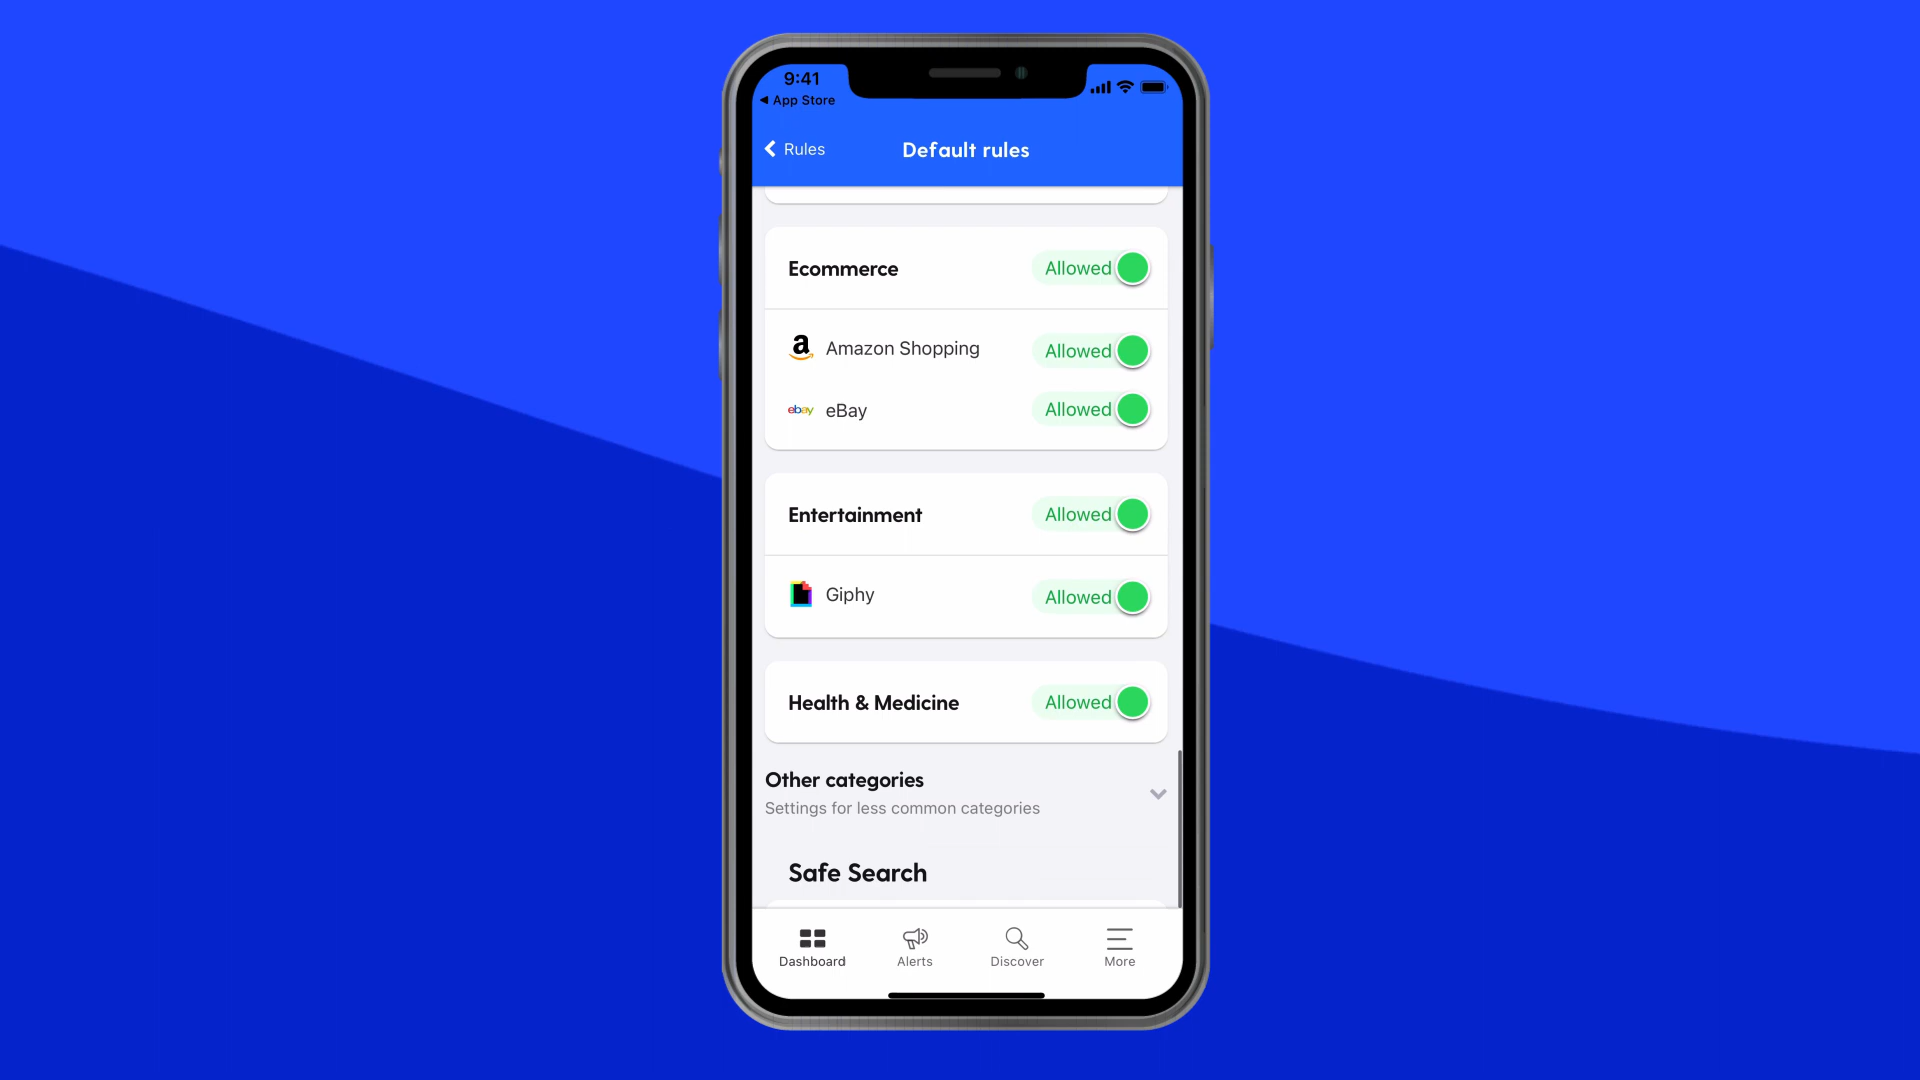 9:41
App Store
Rules
Default rules
Ecommerce
Allowed
a
Amazon Shopping
Allowed
ebay
eBay
Allowed
Entertainment
Allowed
Giphy
Allowed
Health & Medicine
Allowed
Other categories
Settings for less common categories
Safe Search
Dashboard
Alerts
Discover
More